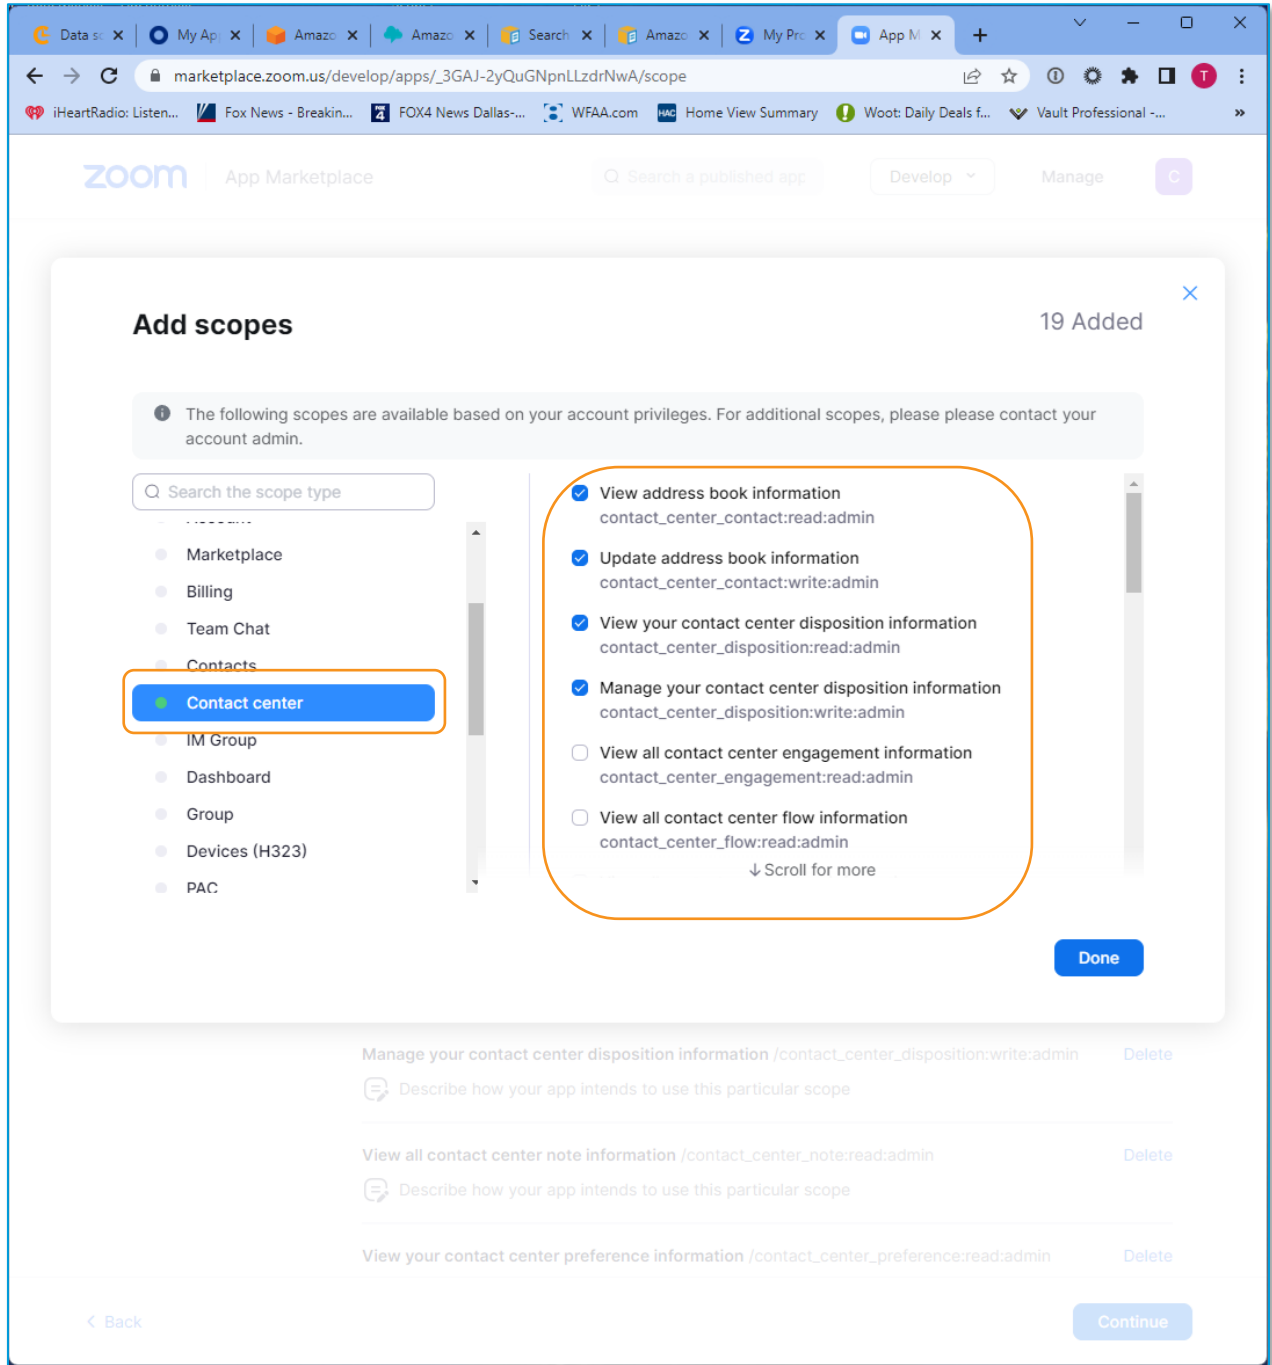 Data sc
My Ap
Amazo
Amazo
Search
Amazo
My Pro
App M
marketplace.zoom.us/develop/apps/_3GAJ-2yQuGNpnLLzdrNwA/scope
T
iHeartRadio: Listen...
Fox News - Breakin...
FOX4 News Dallas-...
WFAA.com
HAC
Home View Summary
Woot: Daily Deals f...
Vault Professional -...
»
zoom
App Marketplace
Search a published app
Develop
Manage
C
Add scopes
19 Added
The following scopes are available based on your account privileges. For additional scopes, please please contact your
account admin.
Search the scope type
Account
Marketplace
Billing
Team Chat
Contacts
Contact center
IM Group
Dashboard
Group
Devices (H323)
PAC
View address book information
contact_center_contact:read:admin
Update address book information
contact_center_contact:write:admin
View your contact center disposition information
contact_center_disposition:read:admin
Manage your contact center disposition information
contact_center_disposition:write:admin
View all contact center engagement information
contact_center_engagement:read:admin
View all contact center flow information
contact_center_flow:read:admin
Scroll for more
Done
Manage your contact center disposition information /contact_center_disposition:write:admin
Delete
Describe how your app intends to use this particular scope
View all contact center note information /contact_center_note:read:admin
Delete
Describe how your app intends to use this particular scope
View your contact center preference information /contact_center_preference:read:admin
Delete
Back
Continue